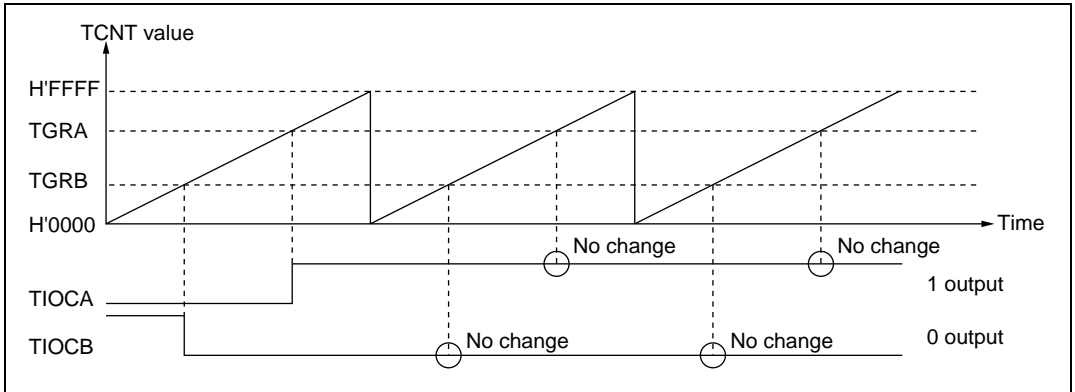 TCNT value
H'FFFF
TGRA
TGRB
H'0000
Time
No change
No change
1 output
TIOCA
No change
No change
0 output
TIOCB